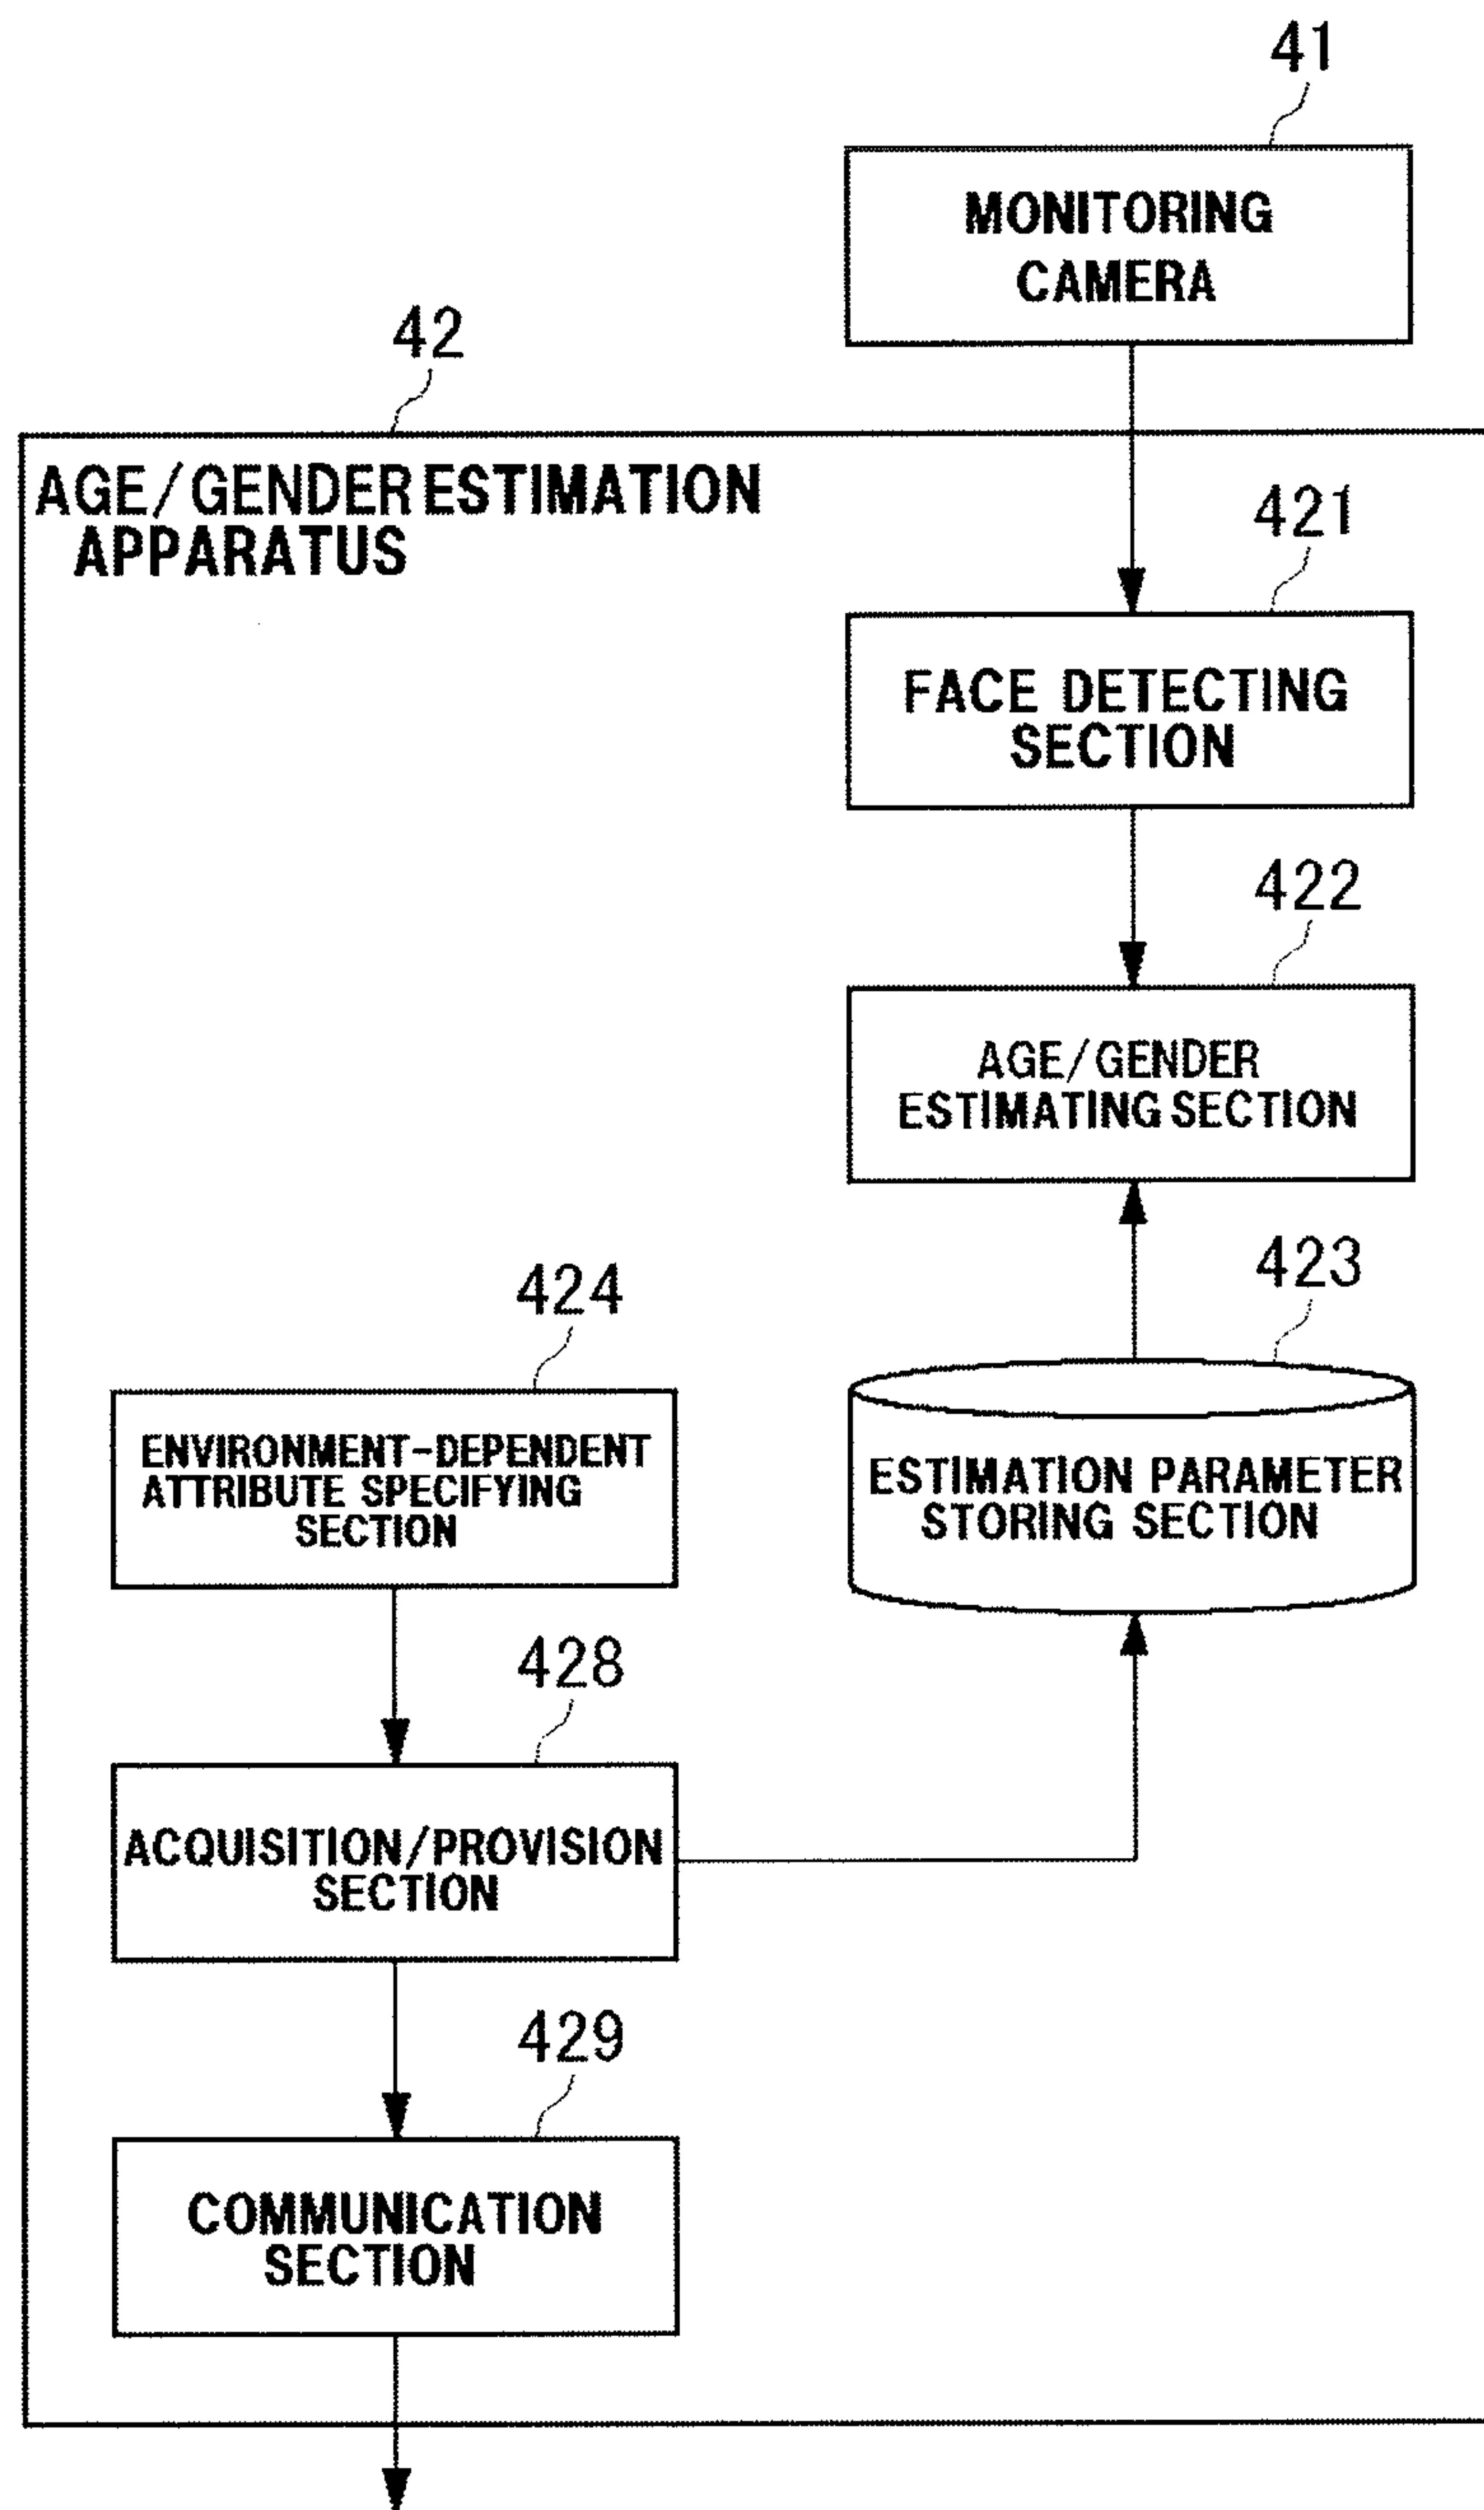 41
MONITORING
CAMERA
42
AGE/GENDER ESTIMATION
APPARATUS
421
FACE DETECTING
SECTION
422
AGE/GENDER
ESTIMATING SECTION
423
ESTIMATION PARAMETER
STORING SECTION
424
ENVIRONMENT-DEPENDENT
ATTRIBUTE SPECIFYING
SECTION
428
ACQUISITION/PROVISION
SECTION
429
COMMUNICATION
SECTION